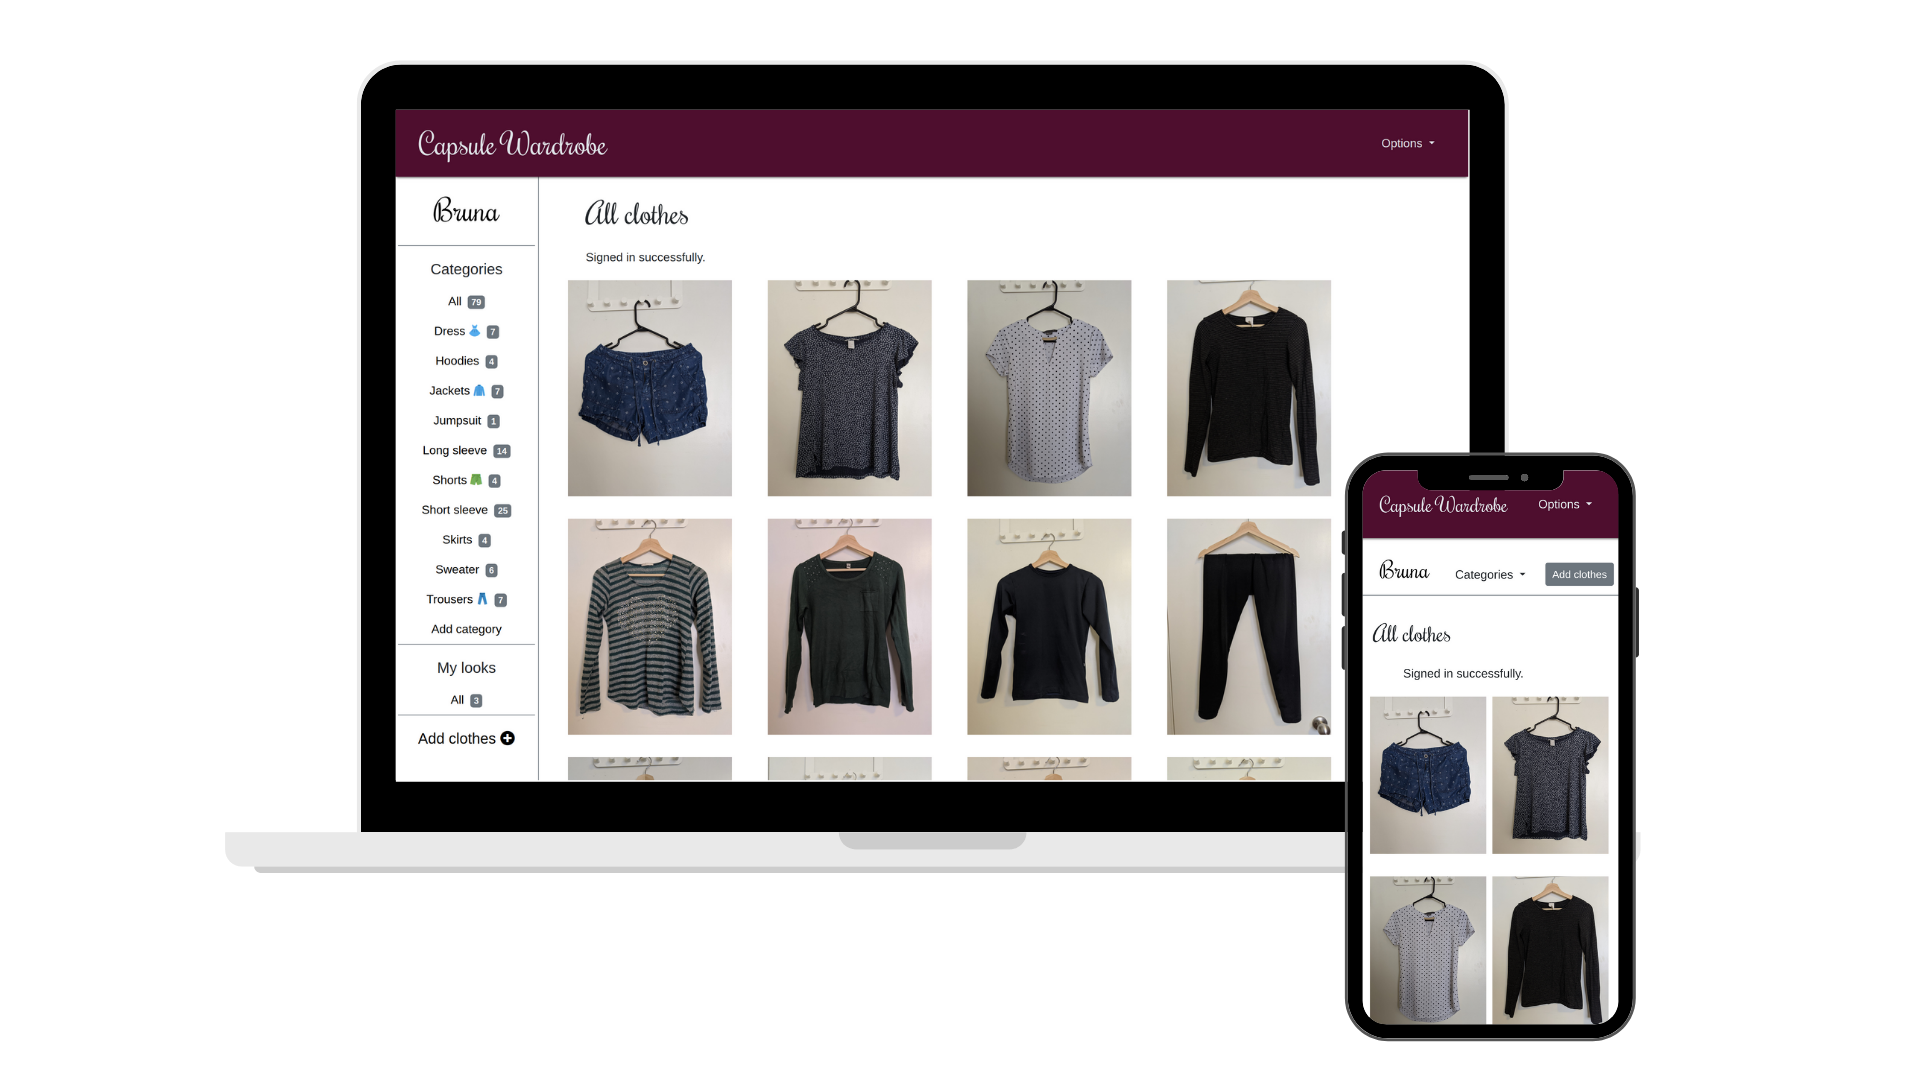 Capsule Wardrobe
Options
Bruna
Categories
All 79
Dress 7
Hoodies 4
Jackets 7
Jumpsuit 1
Long sleeve 14
Shorts 4
Short sleeve 25
Skirts 4
Sweater 6
Trousers 7
Add category
My looks
All 3
Add clothes
All clothes
Signed in successfully.
Capsule Wardrobe
Options
Bruna
Categories
Add clothes
All clothes
Signed in successfully.